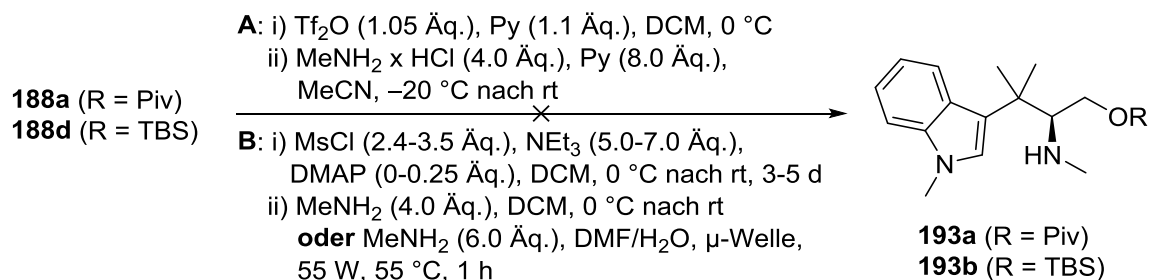 A: i) Tf₂O (1.05 Äq.), Py (1.1 Äq.), DCM, 0 °C
ii) MeNH₂ x HCl (4.0 Äq.), Py (8.0 Äq.),
MeCN, –20 °C nach rt
188a (R = Piv)
188d (R = TBS)
B: i) MsCl (2.4-3.5 Äq.), NEt₃ (5.0-7.0 Äq.),
DMAP (0-0.25 Äq.), DCM, 0 °C nach rt, 3-5 d
ii) MeNH₂ (4.0 Äq.), DCM, 0 °C nach rt
oder MeNH₂ (6.0 Äq.), DMF/H₂O, µ-Welle,
55 W, 55 °C, 1 h
OR
HN
N
193a (R = Piv)
193b (R = TBS)